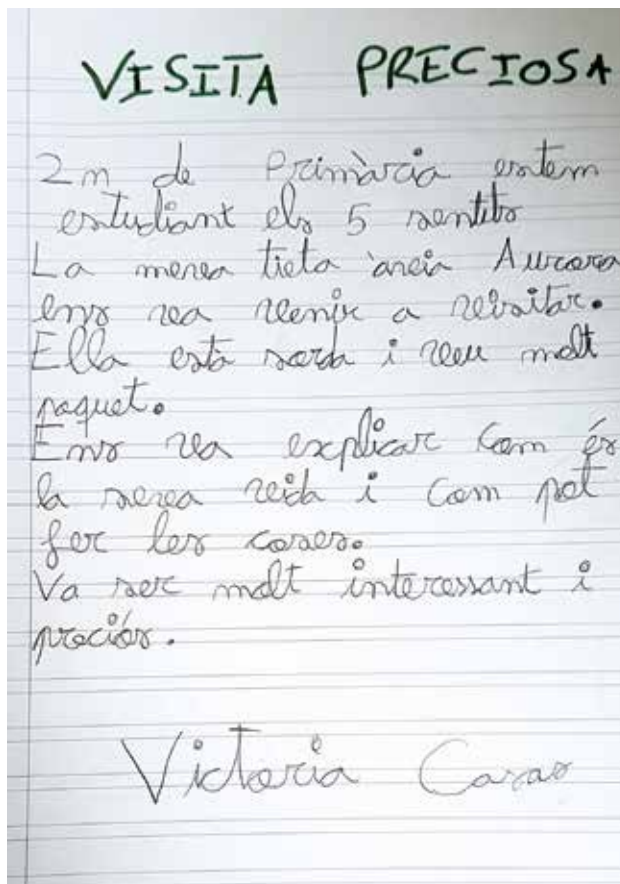 VISITA PRECIOSA
2n de Primària estem
estudiant els 5 sentits
La meva tieta àvia Aurora
ens va venir a visitar.
Ella està sorda i veu molt
poquet.
Ens va explicar com és
la seva vida i com pot
fer les coses.
Va ser molt interessant i
preciós.
Victoria Casas